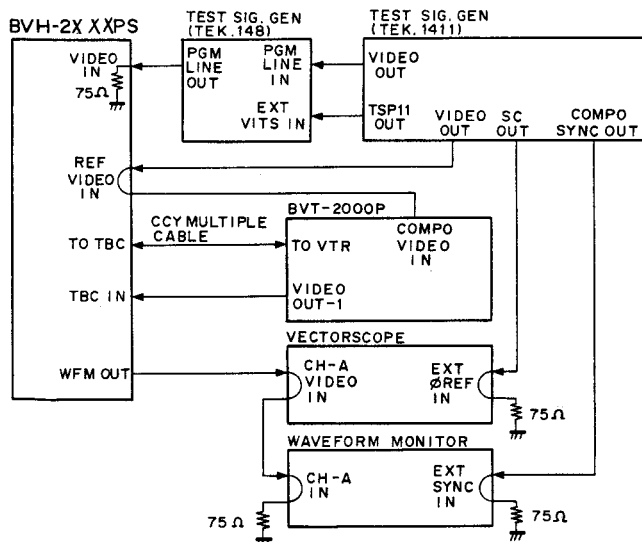 BVH-2X XXPS
VIDEO
IN
75Ω
REF
VIDEO
IN
TO TBC
TBC IN
WFM OUT
TEST SIG. GEN
(TEK.148)
PGM
LINE
OUT
PGM
LINE
IN
EXT
VITS IN
TEST SIG. GEN
(TEK. 1411)
VIDEO
OUT
TSP11
OUT
VIDEO
OUT
SC
OUT
COMPO
SYNC OUT
CCY MULTIPLE
CABLE
BVT-2000P
TO VTR
COMPO
VIDEO
IN
VIDEO
OUT-1
VECTORSCOPE
CH-A
VIDEO
IN
EXT
ØREF
IN
75Ω
WAVEFORM MONITOR
CH-A
IN
EXT
SYNC
IN
75Ω
75Ω